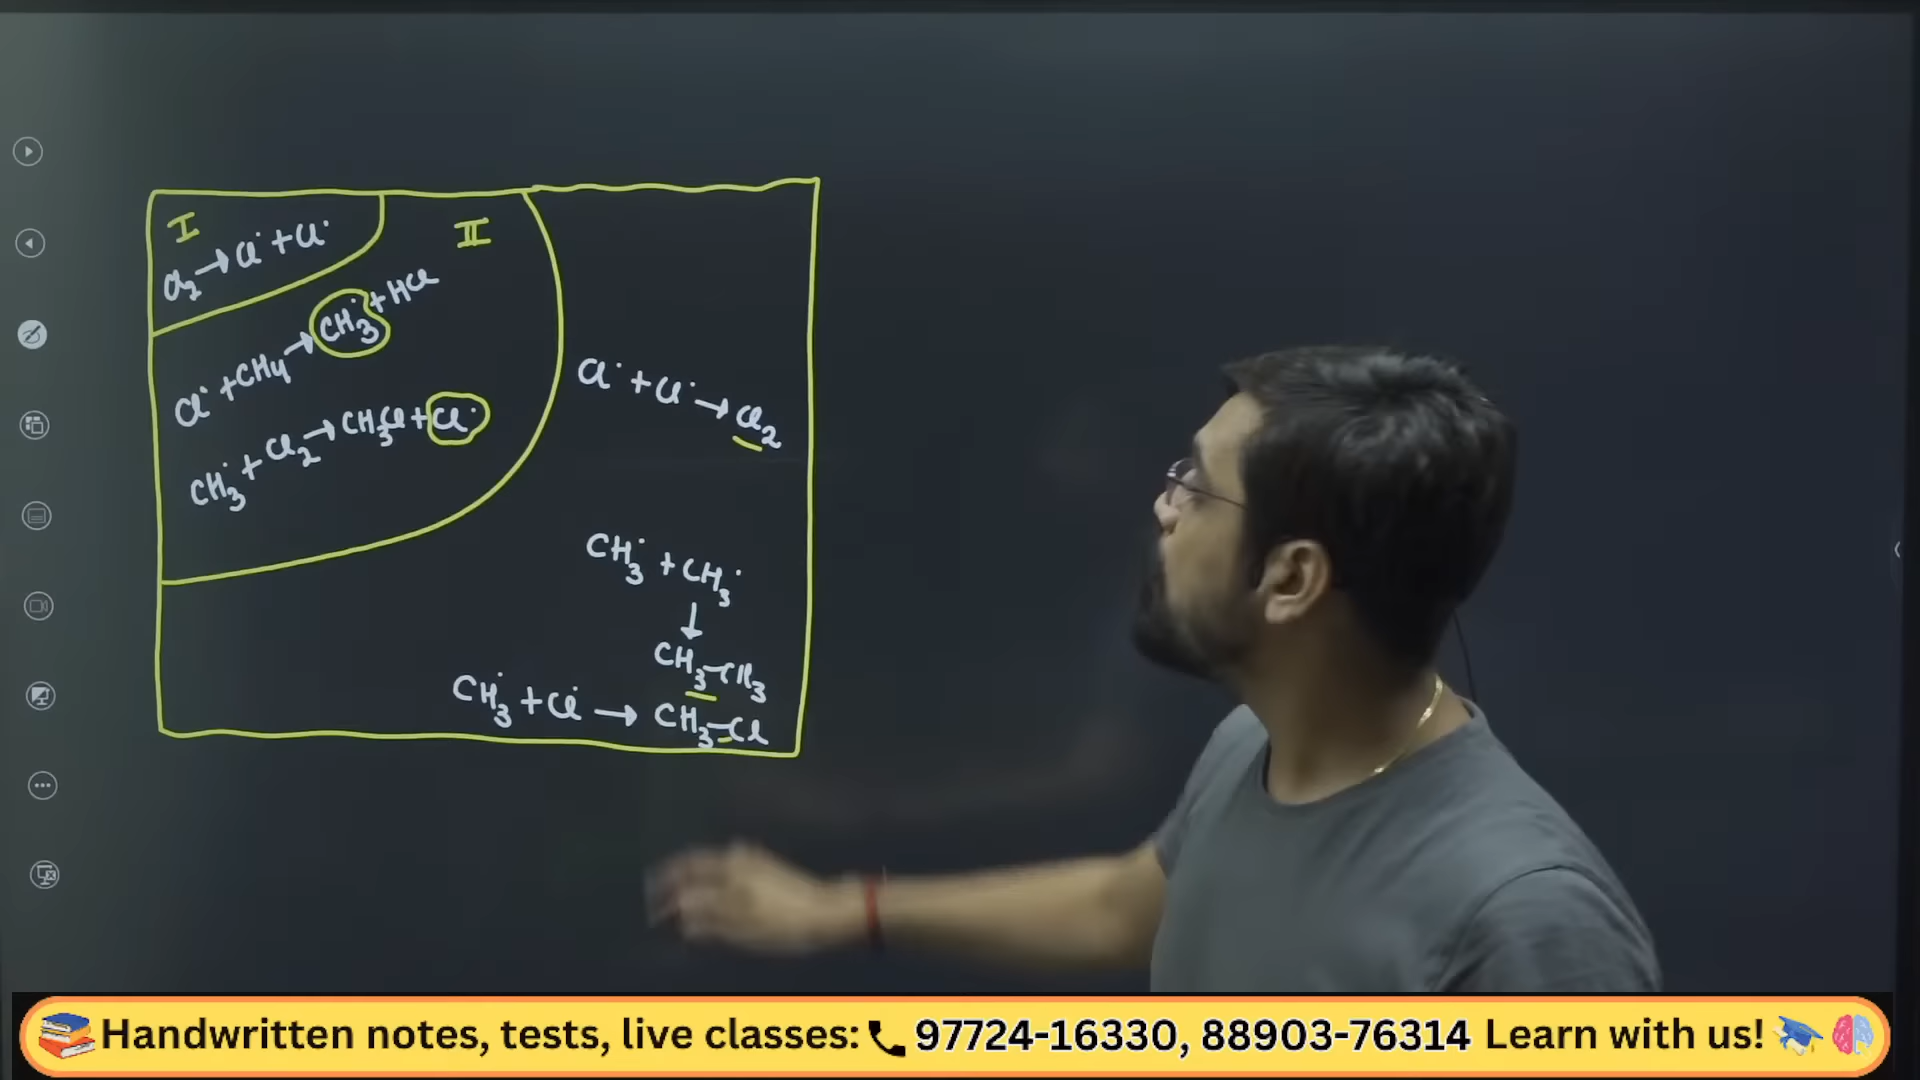 I
Cl₂ → Cl˙ + Cl˙
II
Cl˙ + CH₄ → CH₃˙ + HCl
CH₃˙ + Cl₂ → CH₃Cl + Cl˙
Cl˙ + Cl˙ → Cl₂
CH₃˙ + CH₃˙
↓
CH₃-CH₃
CH₃˙ + Cl˙ → CH₃-Cl
Handwritten notes, tests, live classes: 97724-16330, 88903-76314 Learn with us!